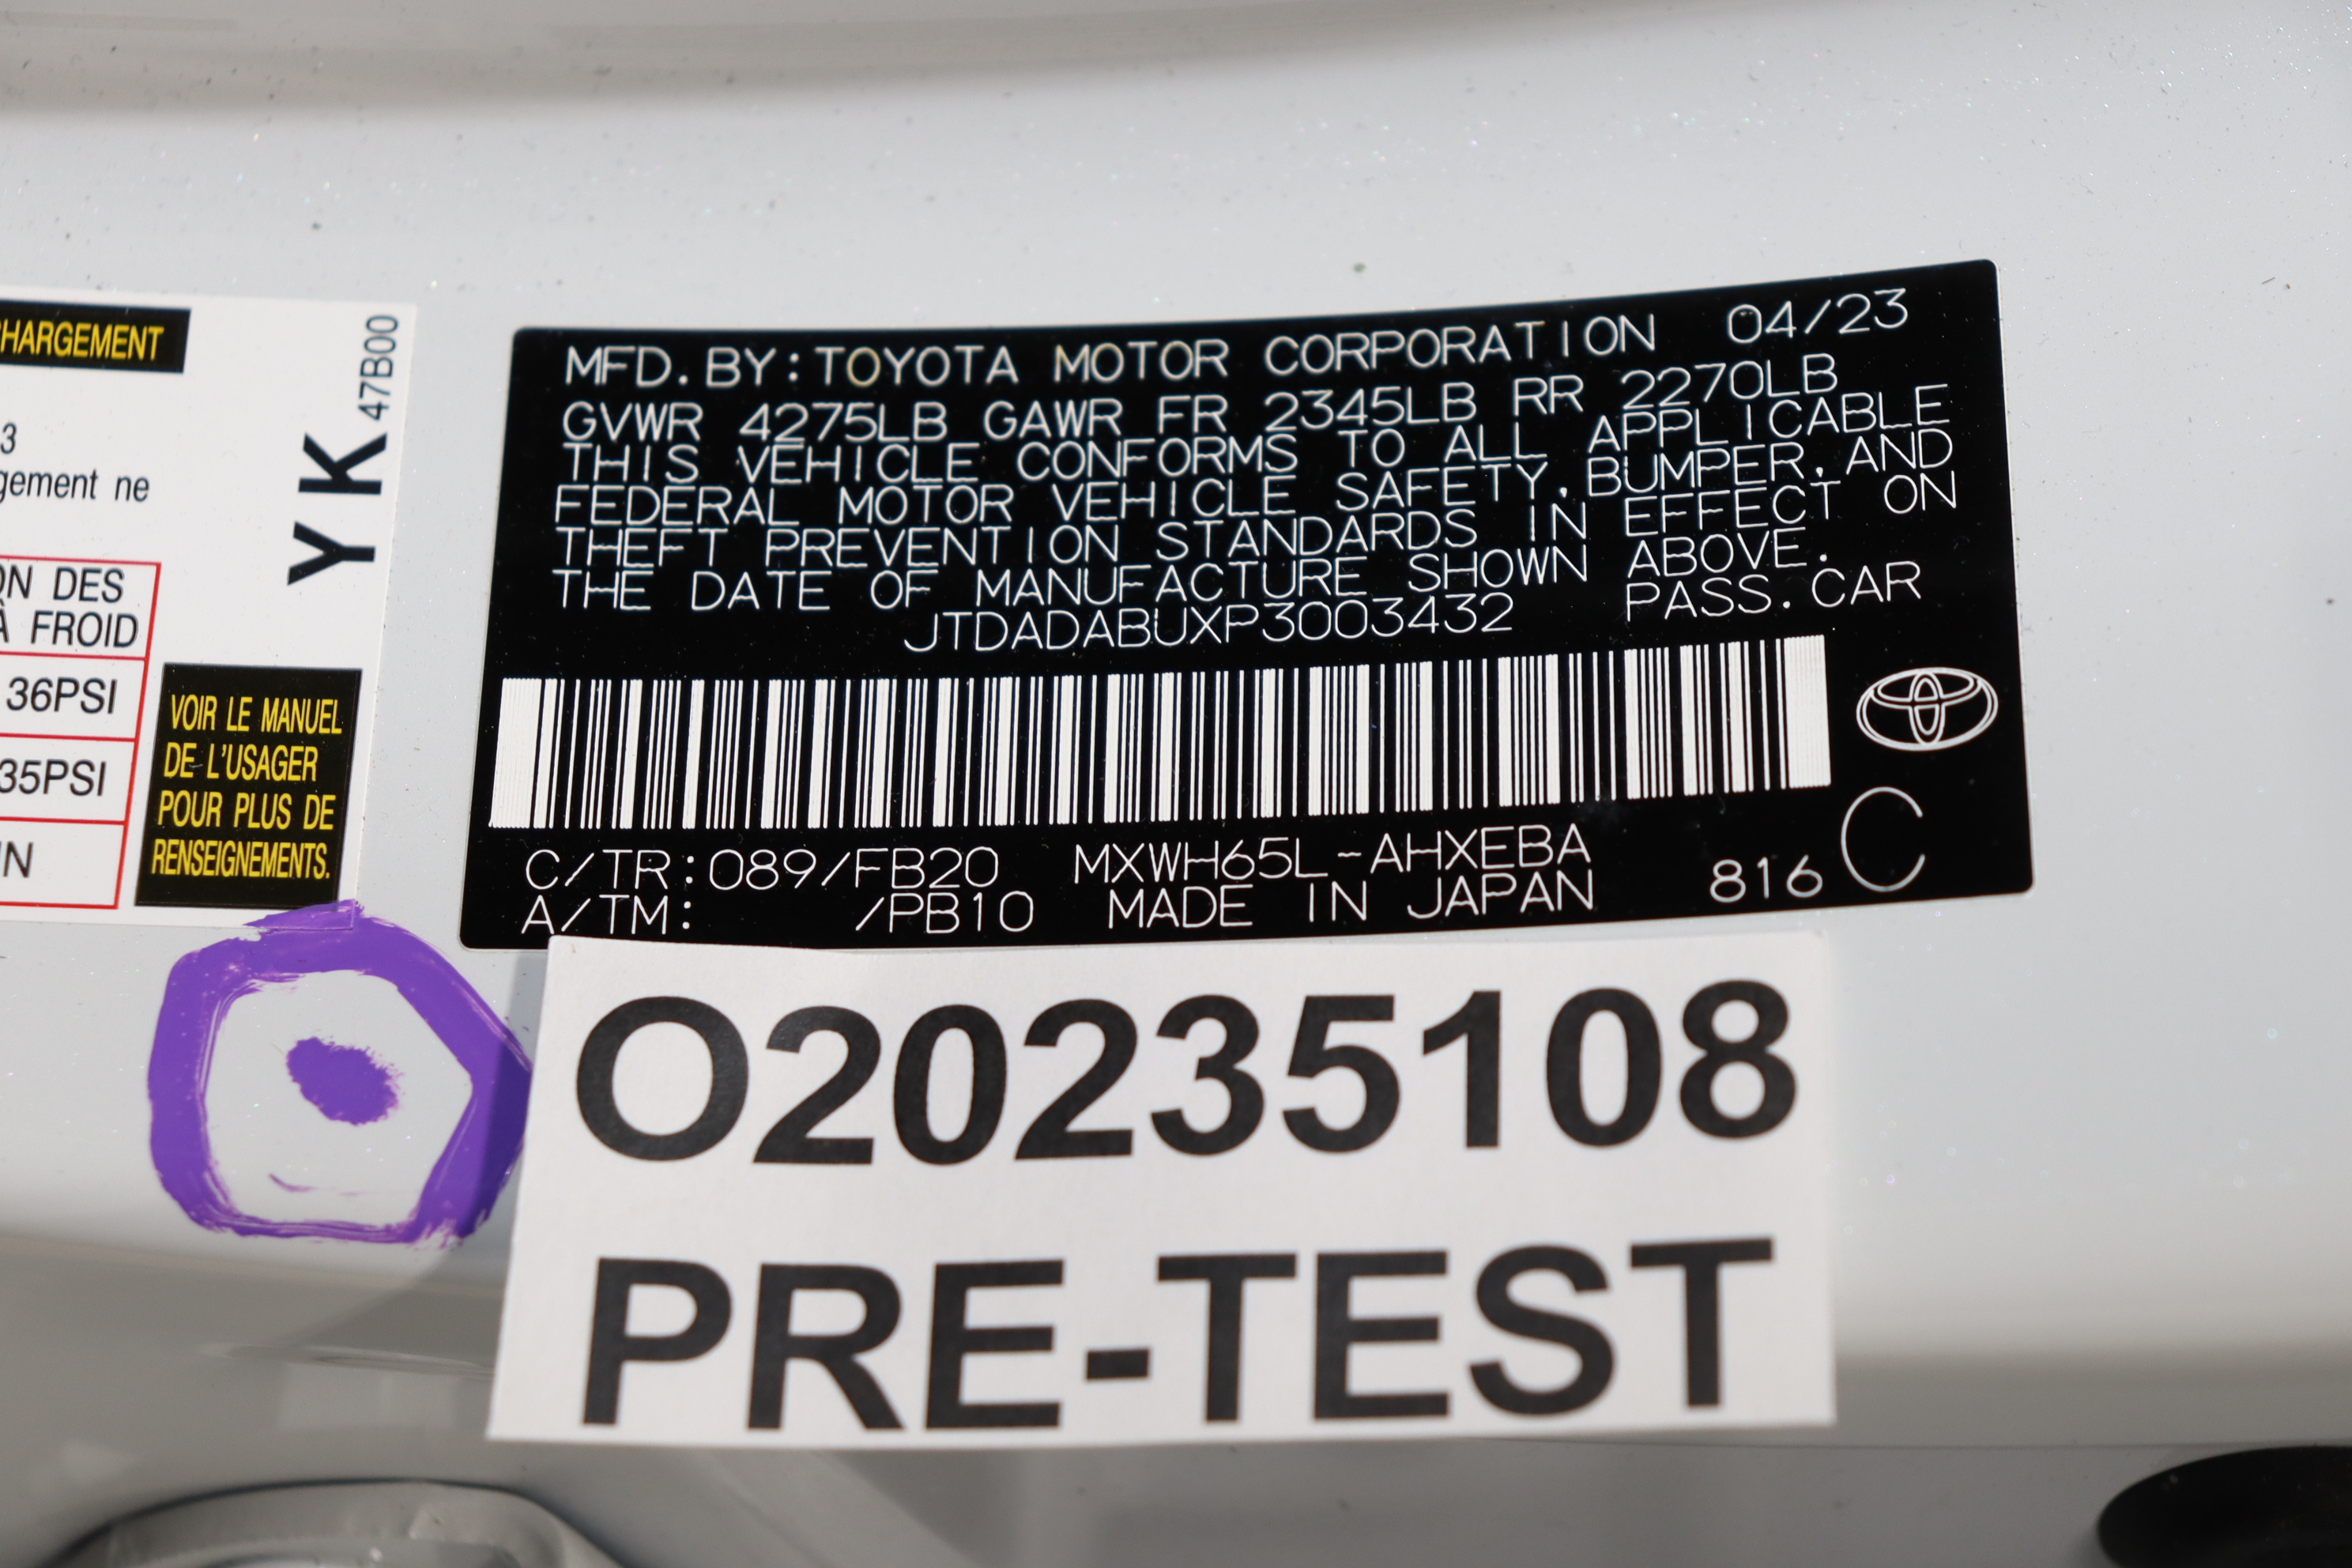 HARGEMENT
3
gement ne
ON DES
À FROID
36PSI
35PSI
IN
YK 47B00
VOIR LE MANUEL
DE L'USAGER
POUR PLUS DE
RENSEIGNEMENTS.
MFD. BY: TOYOTA MOTOR CORPORATION 04/23
GVWR 4275LB GAWR FR 2345LB RR 2270LB
THIS VEHICLE CONFORMS TO ALL APPLICABLE
FEDERAL MOTOR VEHICLE SAFETY, BUMPER, AND
THEFT PREVENTION STANDARDS IN EFFECT ON
THE DATE OF MANUFACTURE SHOWN ABOVE.
JTDADABUXP3003432 PASS. CAR
C/TR: 089/FB20 MXWH65L-AHXEBA
A/TM: /PB10 MADE IN JAPAN 816 C
O20235108
PRE-TEST